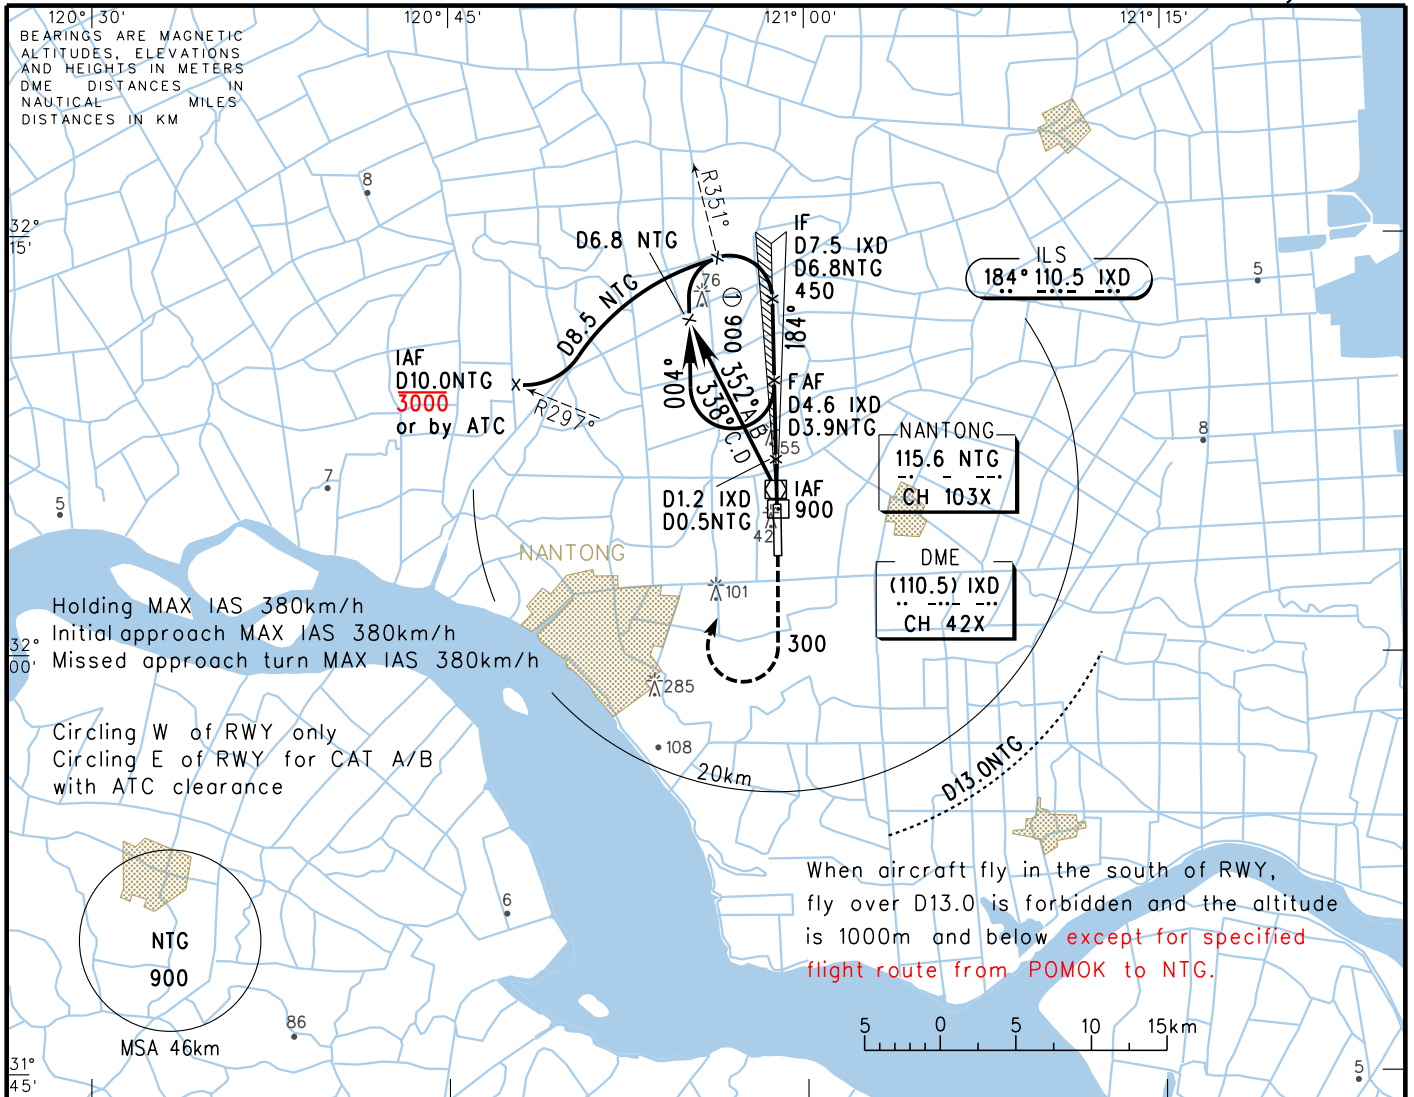 120°30'
120°45'
121°00'
121°15'
BEARINGS ARE MAGNETIC
ALTITUDES, ELEVATIONS
AND HEIGHTS IN METERS
DME DISTANCES IN
NAUTICAL MILES
DISTANCES IN KM
8
32°
15'
R351°
D6.8 NTG
IF
D7.5 IXD
D6.8NTG
450
ILS
184° 110.5 IXD
5
76
① 900
D8.5 NTG
184°
IAF
D10.0NTG
3000
or by ATC
R297°
004°
352° A.B
338° C.D
FAF
D4.6 IXD
D3.9NTG
55
8
NANTONG
115.6 NTG
CH 103X
7
5
D1.2 IXD
D0.5NTG
IAF
900
42
NANTONG
DME
(110.5) IXD
CH 42X
101
Holding MAX IAS 380km/h
Initial approach MAX IAS 380km/h
Missed approach turn MAX IAS 380km/h
32°
00'
300
285
Circling W of RWY only
Circling E of RWY for CAT A/B
with ATC clearance
108
20km
D13.0NTG
When aircraft fly in the south of RWY,
fly over D13.0 is forbidden and the altitude
is 1000m and below except for specified
flight route from POMOK to NTG.
6
NTG
900
MSA 46km
86
5 0 5 10 15km
31°
45'
5